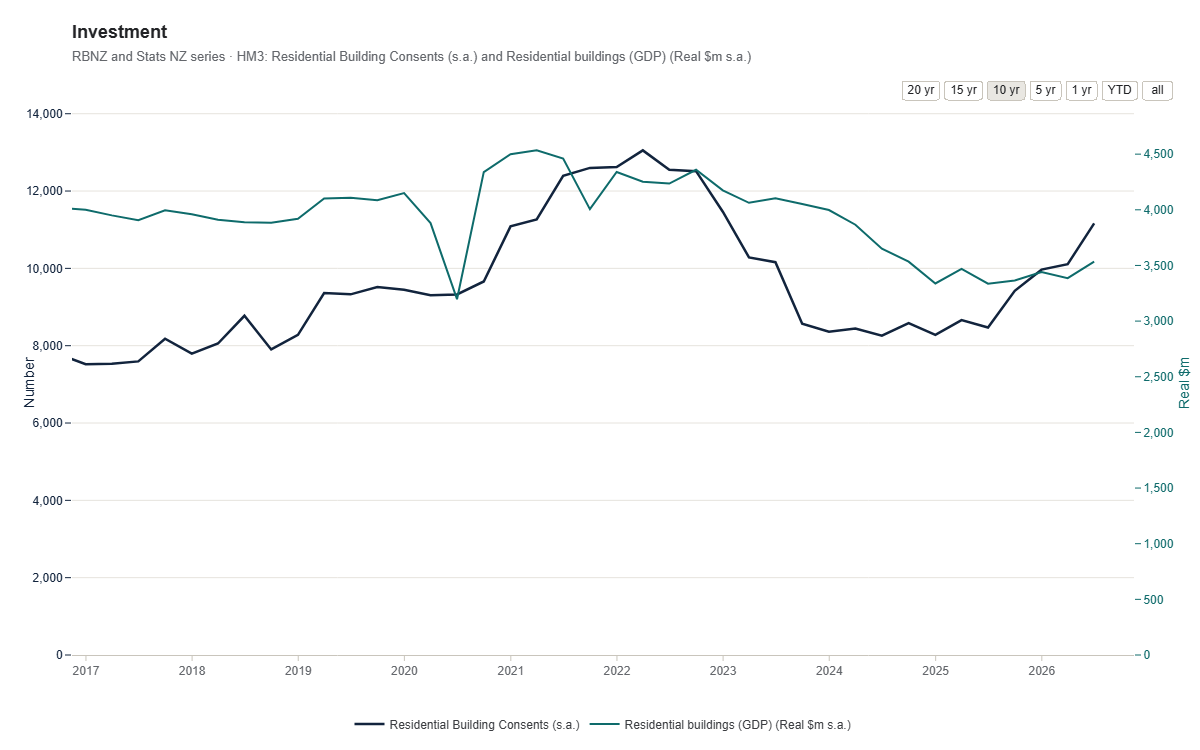 Investment
RBNZ and Stats NZ series · HM3: Residential Building Consents (s.a.) and Residential buildings (GDP) (Real $m s.a.)
20 yr 15 yr 10 yr 5 yr 1 yr YTD all
14,000
12,000
10,000
8,000
6,000
4,000
2,000
0
Number
4,500
4,000
3,500
3,000
2,500
2,000
1,500
1,000
500
0
Real $m
2017 2018 2019 2020 2021 2022 2023 2024 2025 2026
Residential Building Consents (s.a.) Residential buildings (GDP) (Real $m s.a.)